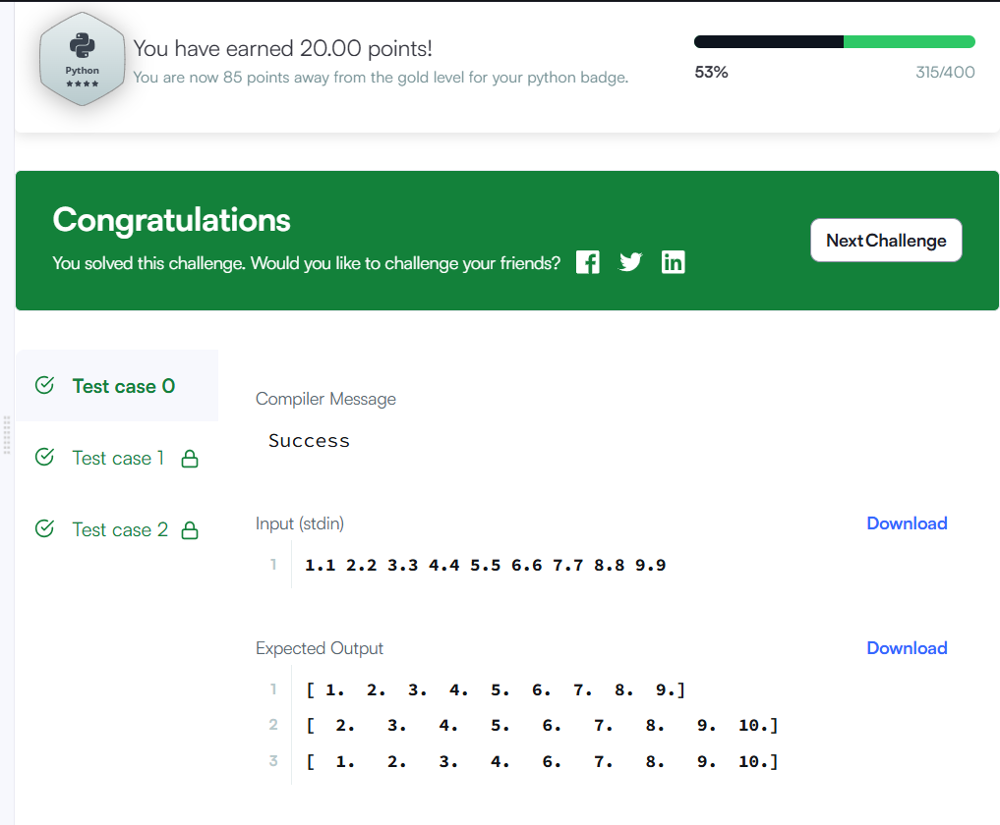 Python
You have earned 20.00 points!
You are now 85 points away from the gold level for your python badge.
53%
315/400
Congratulations
You solved this challenge. Would you like to challenge your friends?
Next Challenge
Test case 0
Test case 1
Test case 2
Compiler Message
Success
Input (stdin)
Download
1 1.1 2.2 3.3 4.4 5.5 6.6 7.7 8.8 9.9
Expected Output
Download
1 [ 1. 2. 3. 4. 5. 6. 7. 8. 9.]
2 [ 2. 3. 4. 5. 6. 7. 8. 9. 10.]
3 [ 1. 2. 3. 4. 6. 7. 8. 9. 10.]